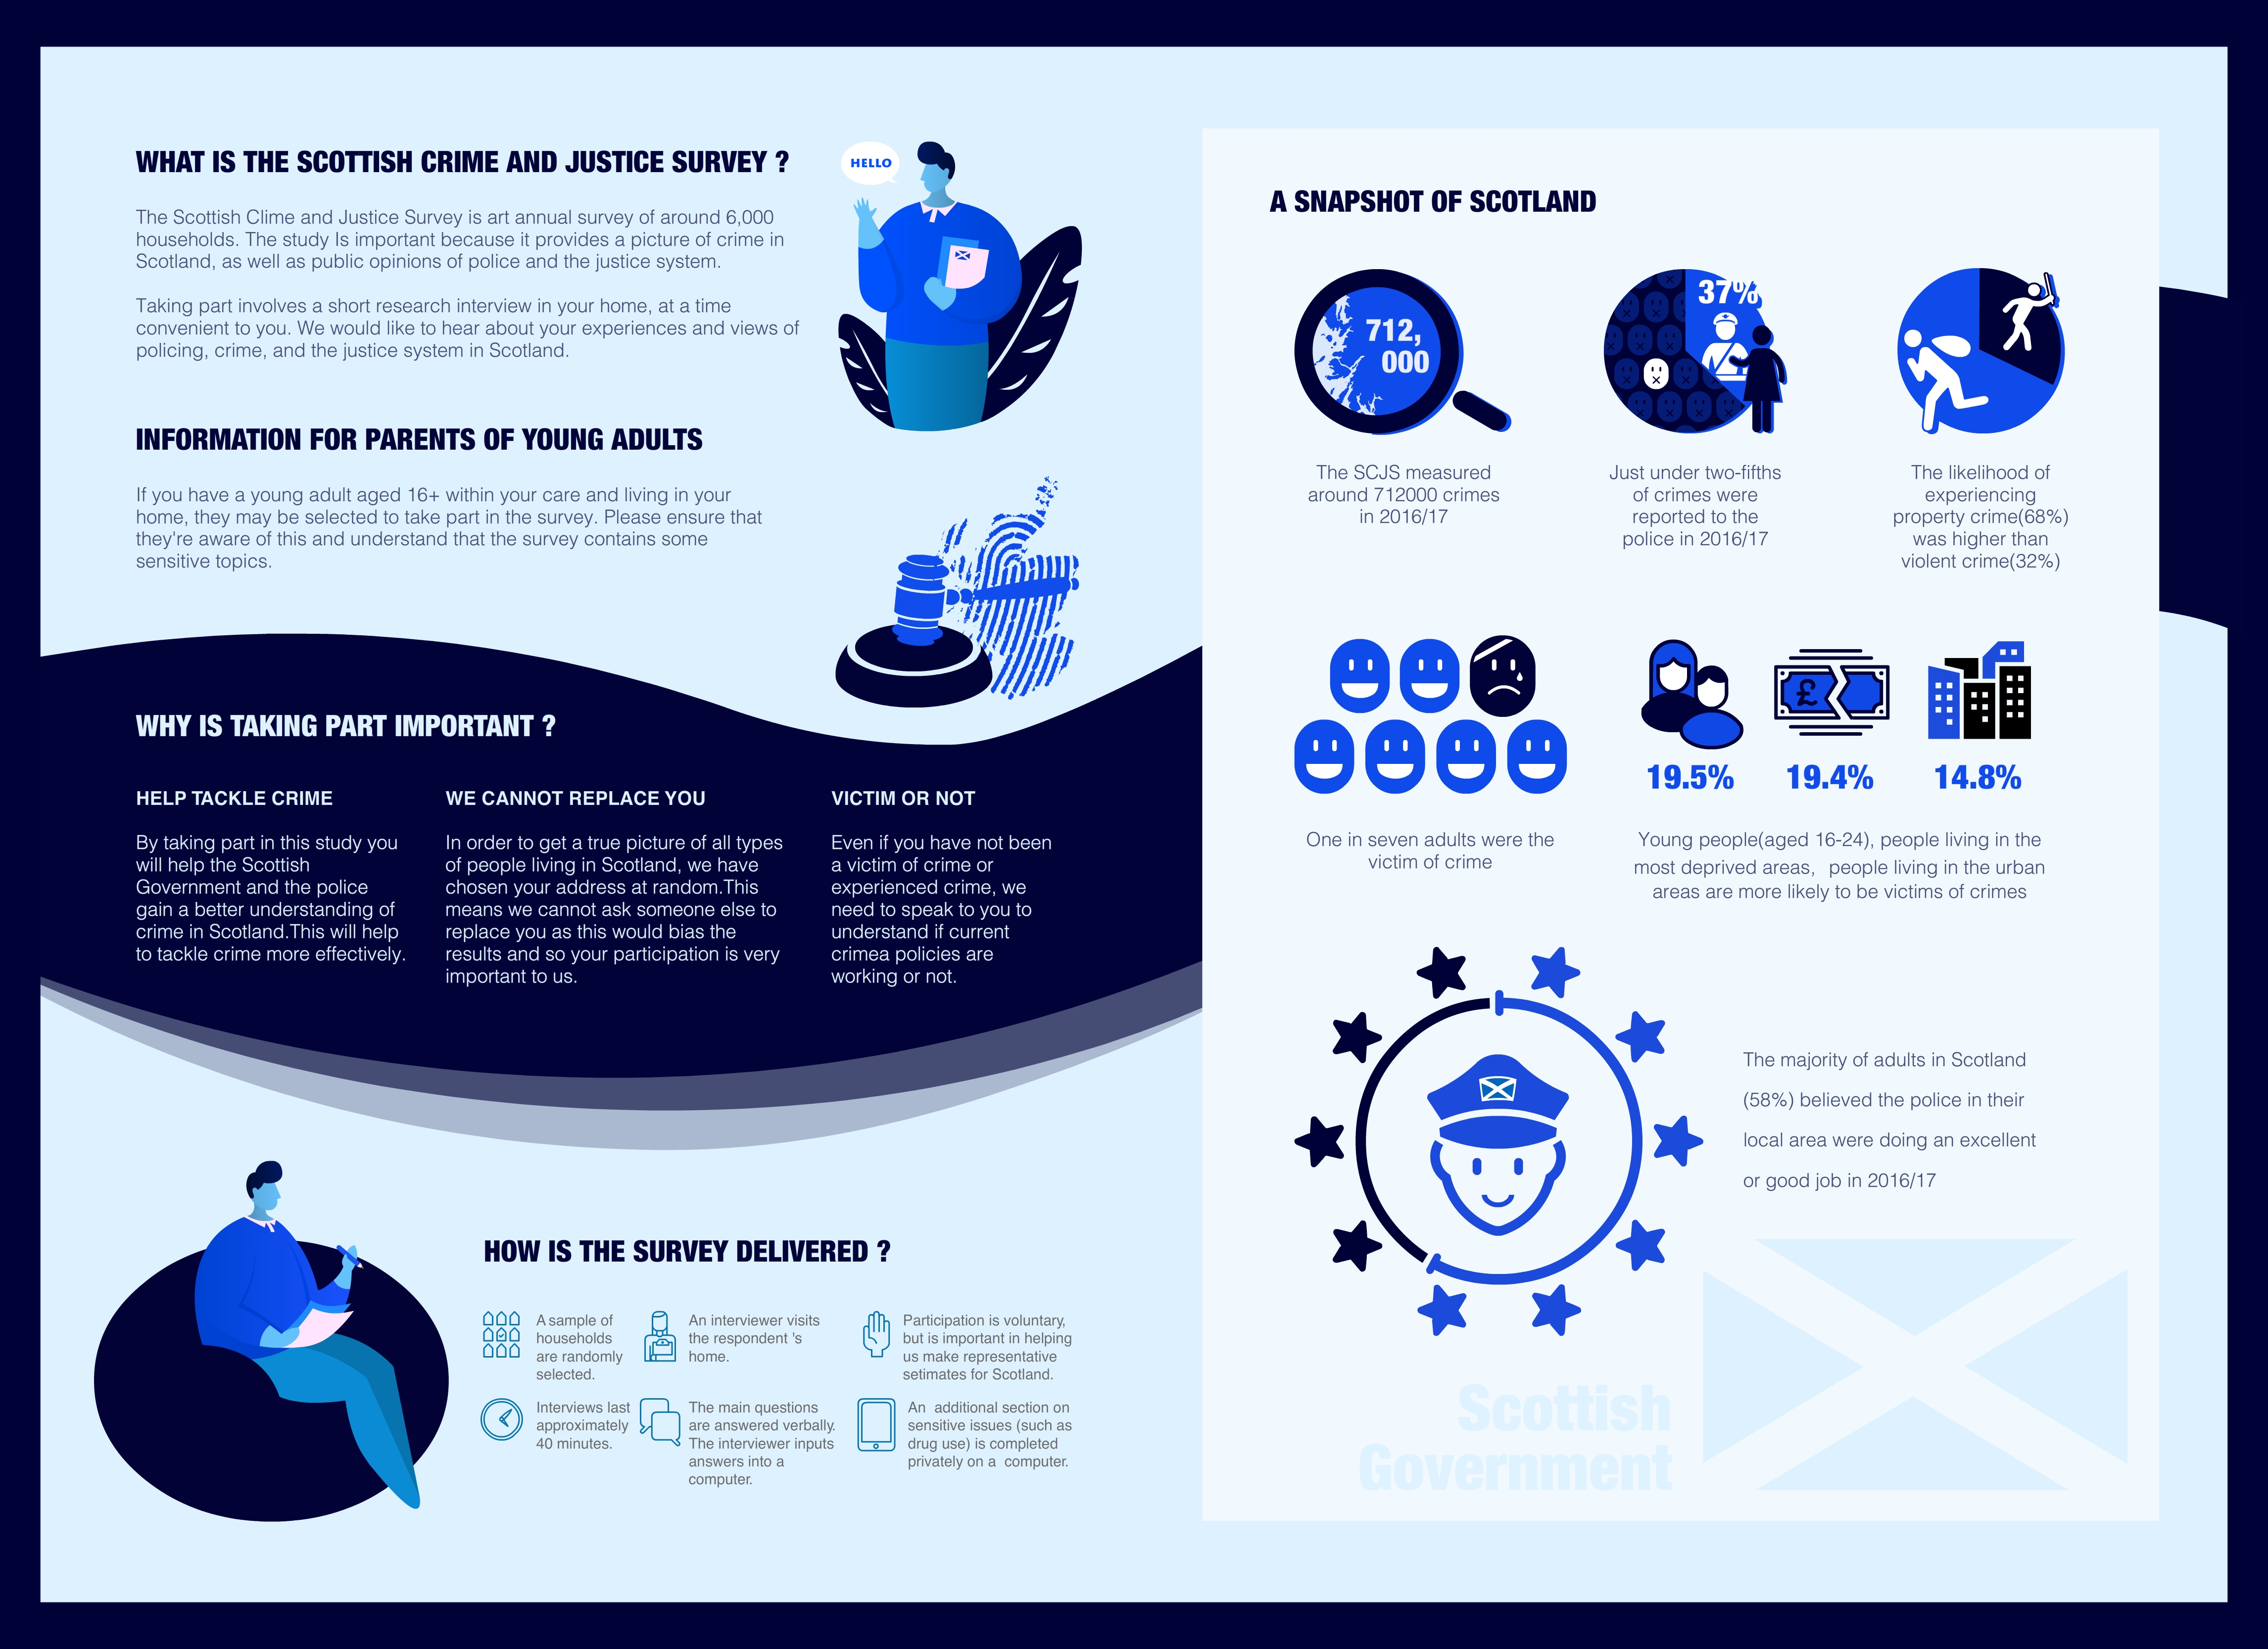 WHAT IS THE SCOTTISH CRIME AND JUSTICE SURVEY ?
The Scottish Clime and Justice Survey is art annual survey of around 6,000
households. The study Is important because it provides a picture of crime in
Scotland, as well as public opinions of police and the justice system.
Taking part involves a short research interview in your home, at a time
convenient to you. We would like to hear about your experiences and views of
policing, crime, and the justice system in Scotland.
HELLO
INFORMATION FOR PARENTS OF YOUNG ADULTS
If you have a young adult aged 16+ within your care and living in your
home, they may be selected to take part in the survey. Please ensure that
they're aware of this and understand that the survey contains some
sensitive topics.
WHY IS TAKING PART IMPORTANT ?
HELP TACKLE CRIME
By taking part in this study you
will help the Scottish
Government and the police
gain a better understanding of
crime in Scotland.This will help
to tackle crime more effectively.
WE CANNOT REPLACE YOU
In order to get a true picture of all types
of people living in Scotland, we have
chosen your address at random.This
means we cannot ask someone else to
replace you as this would bias the
results and so your participation is very
important to us.
VICTIM OR NOT
Even if you have not been
a victim of crime or
experienced crime, we
need to speak to you to
understand if current
crimea policies are
working or not.
HOW IS THE SURVEY DELIVERED ?
A sample of
households
are randomly
selected.
An interviewer visits
the respondent 's
home.
Participation is voluntary,
but is important in helping
us make representative
setimates for Scotland.
Interviews last
approximately
40 minutes.
The main questions
are answered verbally.
The interviewer inputs
answers into a
computer.
An additional section on
sensitive issues (such as
drug use) is completed
privately on a computer.
A SNAPSHOT OF SCOTLAND
712,
000
The SCJS measured
around 712000 crimes
in 2016/17
37%
Just under two-fifths
of crimes were
reported to the
police in 2016/17
The likelihood of
experiencing
property crime(68%)
was higher than
violent crime(32%)
One in seven adults were the
victim of crime
£
19.5%
19.4%
14.8%
Young people(aged 16-24), people living in the
most deprived areas, people living in the urban
areas are more likely to be victims of crimes
The majority of adults in Scotland
(58%) believed the police in their
local area were doing an excellent
or good job in 2016/17
Scottish
Government